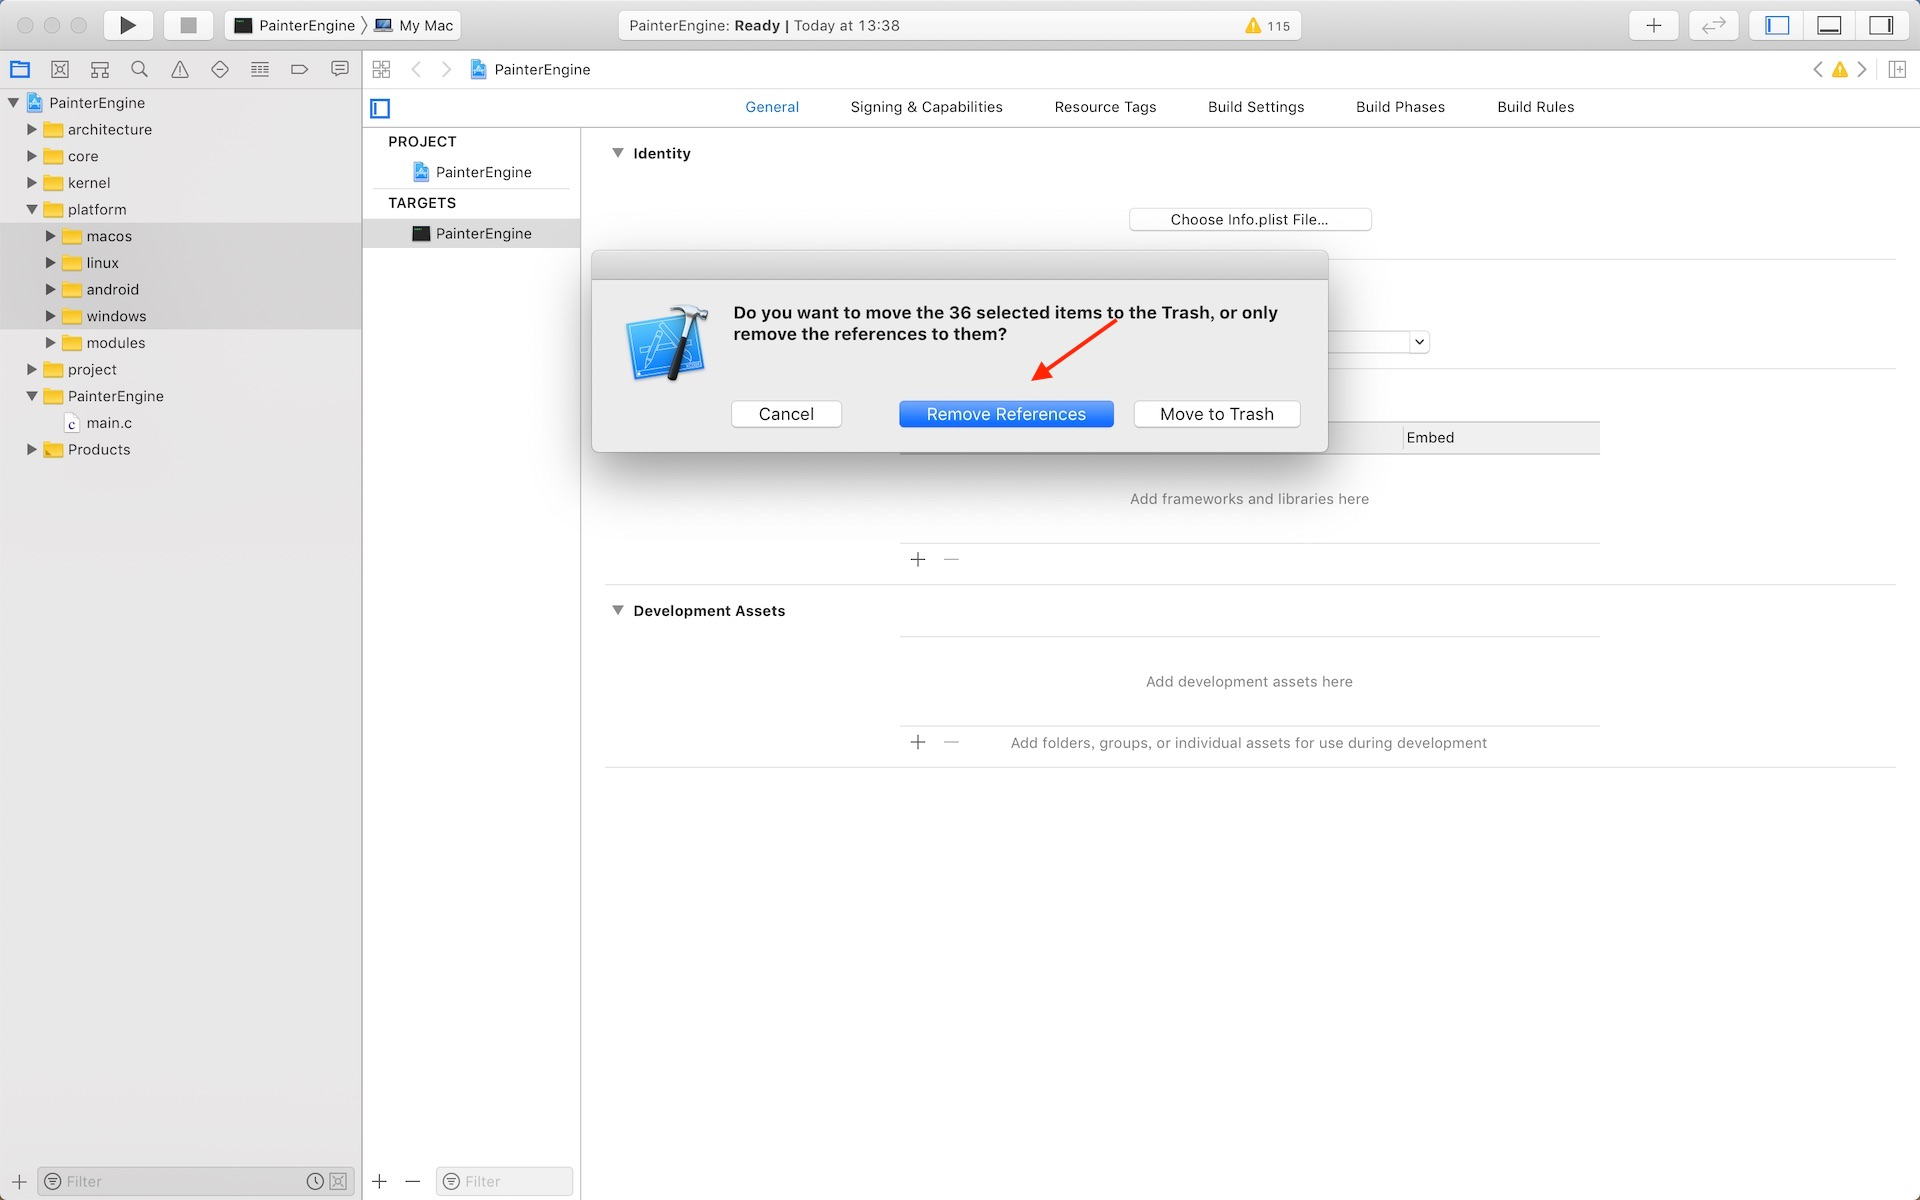 PainterEngine
My Mac
PainterEngine: Ready | Today at 13:38
115
PainterEngine
PainterEngine
General
Signing & Capabilities
Resource Tags
Build Settings
Build Phases
Build Rules
architecture
core
kernel
platform
macos
linux
android
windows
modules
project
PainterEngine
c main.c
Products
PROJECT
PainterEngine
TARGETS
PainterEngine
Identity
Choose Info.plist File...
Do you want to move the 36 selected items to the Trash, or only
remove the references to them?
Cancel
Remove References
Move to Trash
Embed
Add frameworks and libraries here
Development Assets
Add development assets here
Add folders, groups, or individual assets for use during development
Filter
Filter